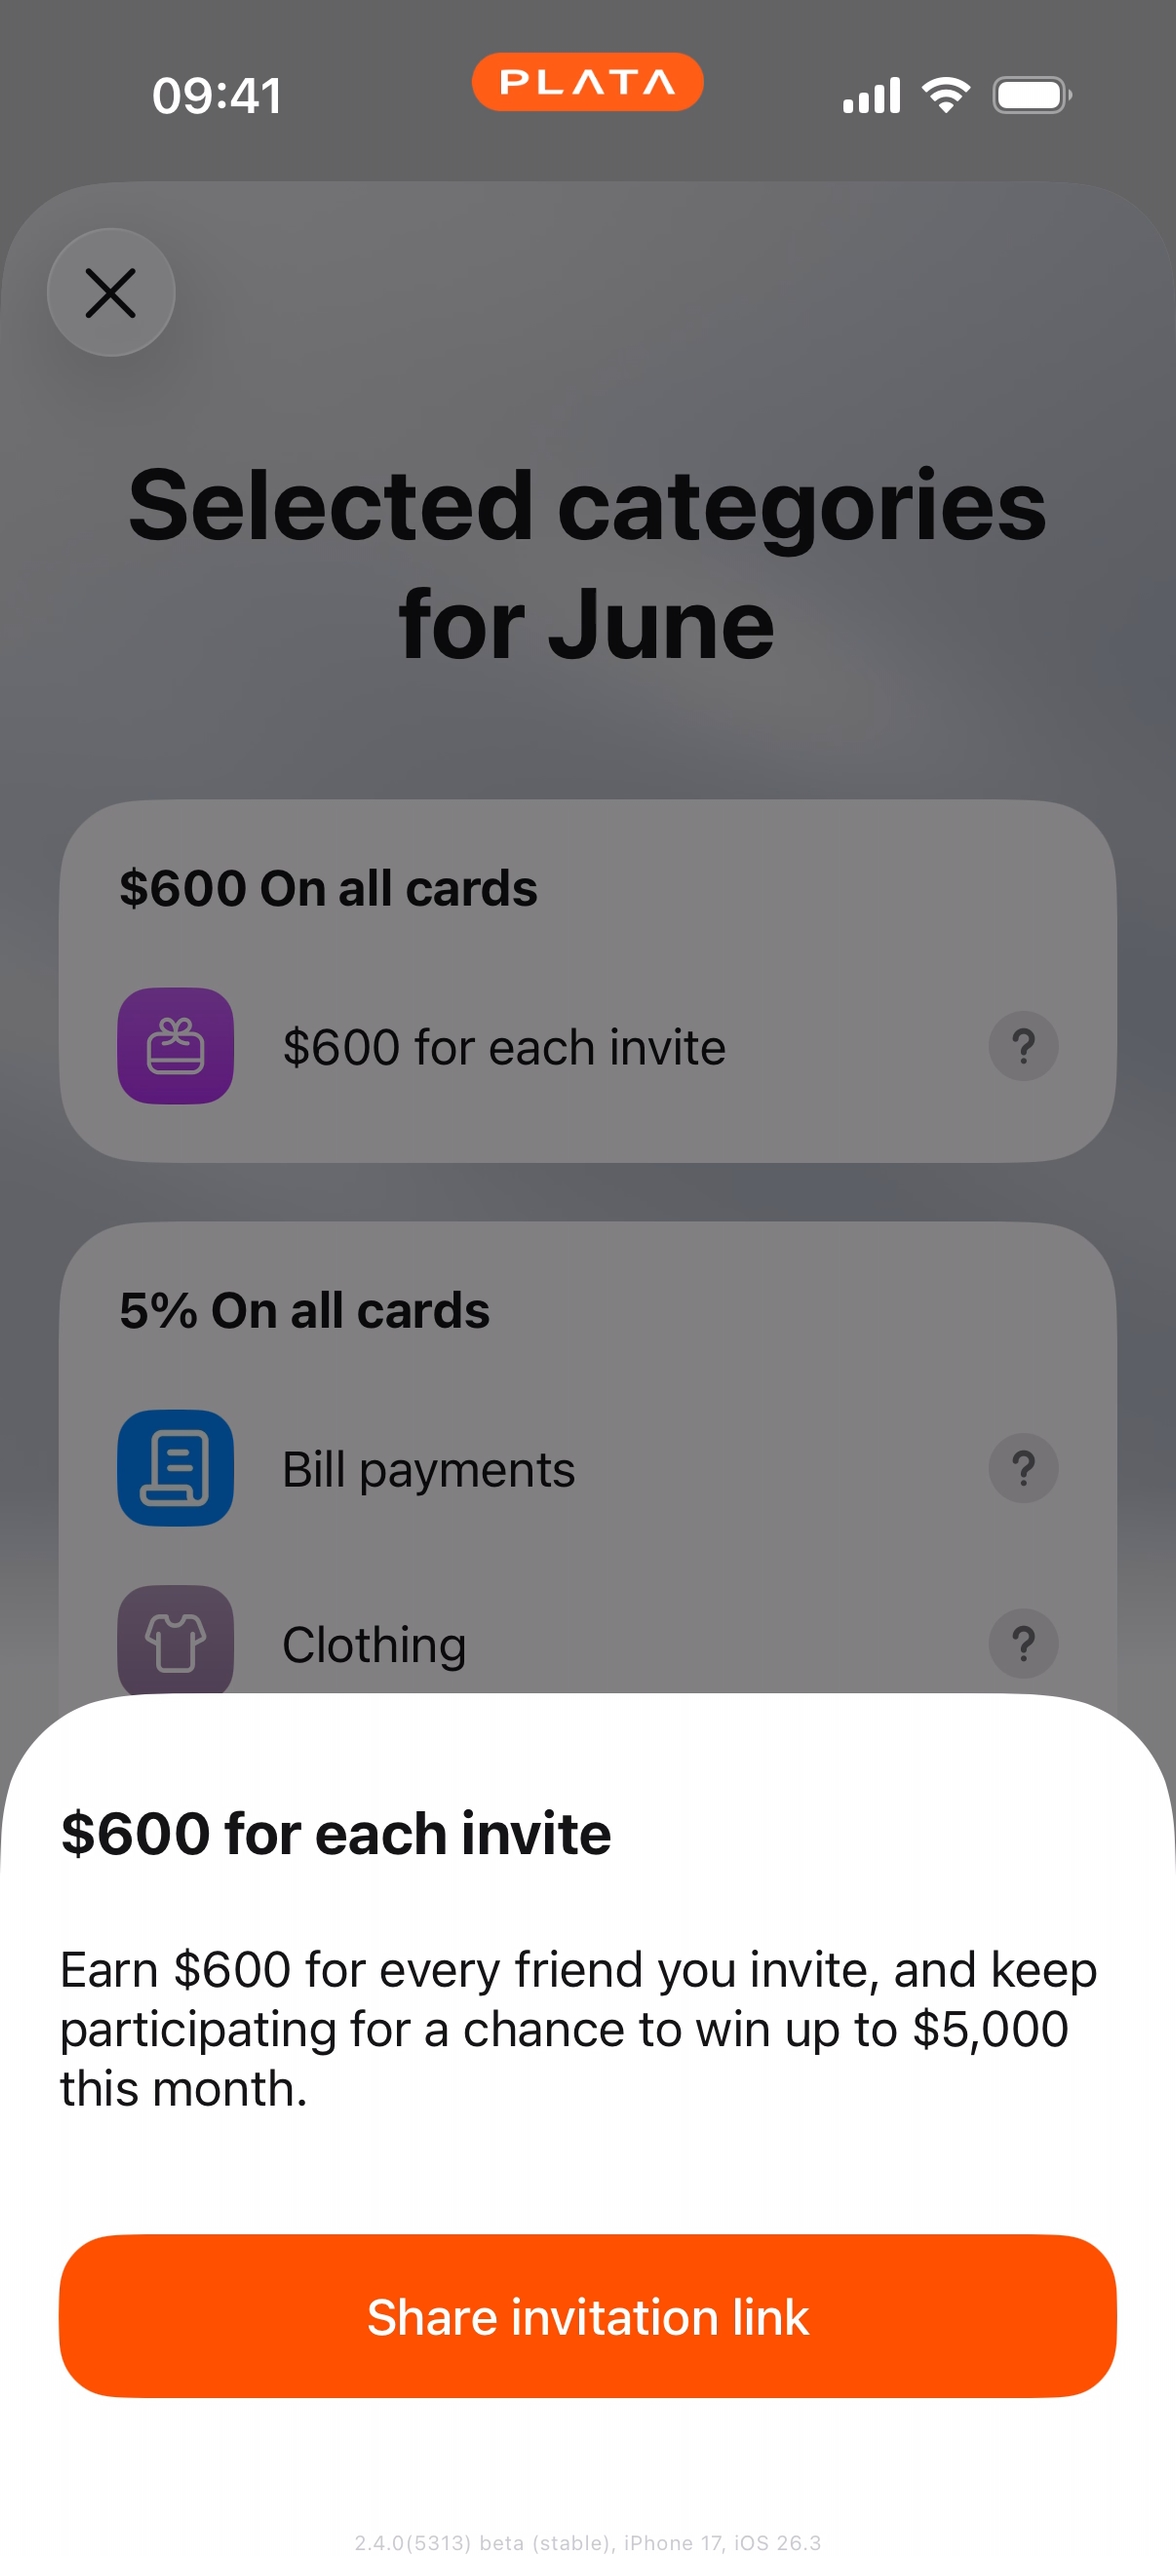 09:41
PLATA
Selected categories
for June
$600 On all cards
$600 for each invite
?
5% On all cards
Bill payments
?
Clothing
?
$600 for each invite
Earn $600 for every friend you invite, and keep
participating for a chance to win up to $5,000
this month.
Share invitation link
2.4.0(5313) beta (stable), iPhone 17, iOS 26.3